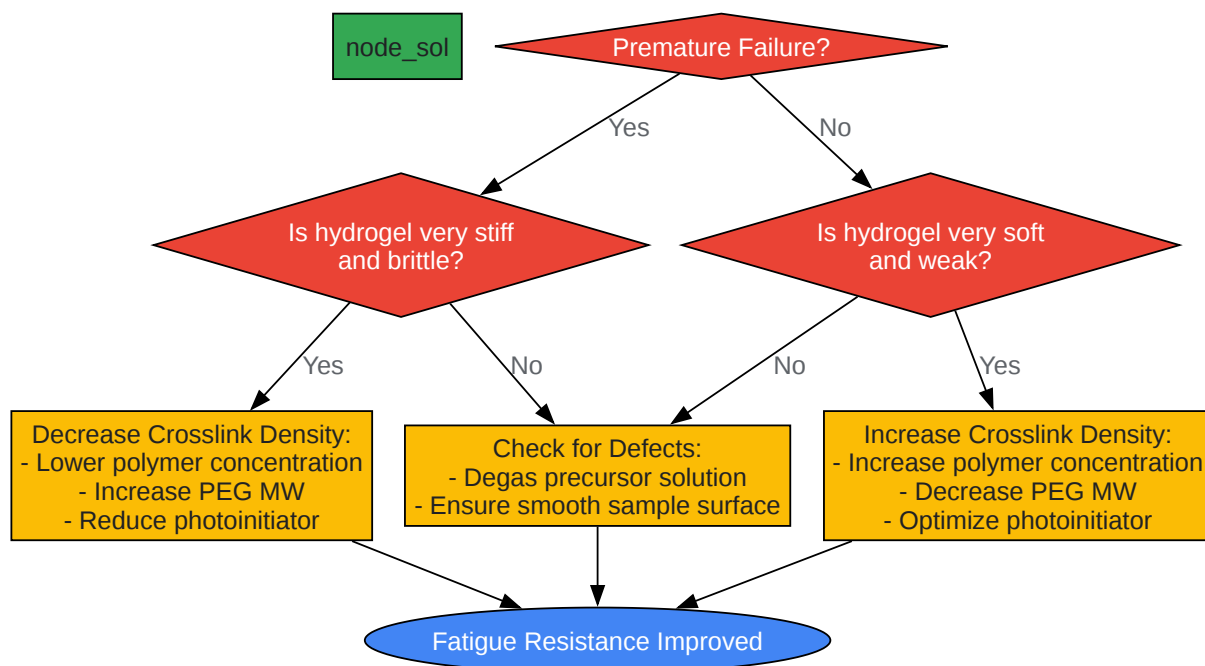 node_sol
Premature Failure?
Yes
No
Is hydrogel very stiff
and brittle?
Is hydrogel very soft
and weak?
Yes
No
No
Yes
Decrease Crosslink Density:
- Lower polymer concentration
- Increase PEG MW
- Reduce photoinitiator
Check for Defects:
- Degas precursor solution
- Ensure smooth sample surface
Increase Crosslink Density:
- Increase polymer concentration
- Decrease PEG MW
- Optimize photoinitiator
Fatigue Resistance Improved